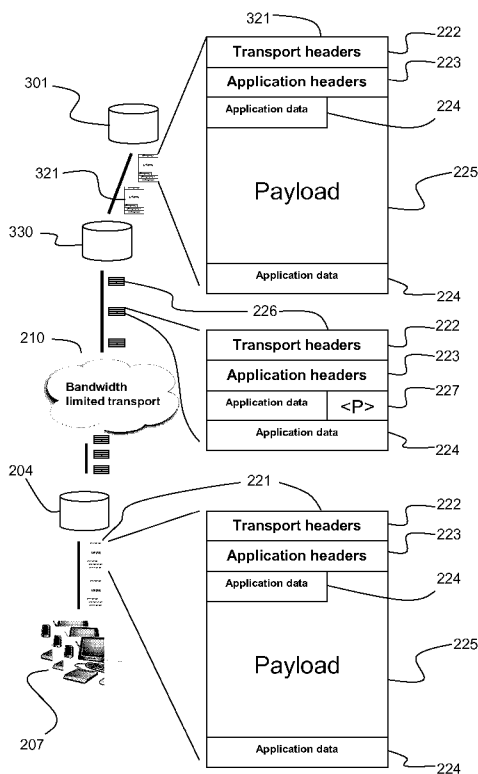 321
Transport headers
222
Application headers
223
Application data
224
301
321
Payload
225
330
Application data
224
226
210
Transport headers
222
Application headers
223
Bandwidth
limited transport
Application data
<P>
227
Application data
224
204
221
Transport headers
222
Application headers
223
Application data
224
Payload
225
207
Application data
224